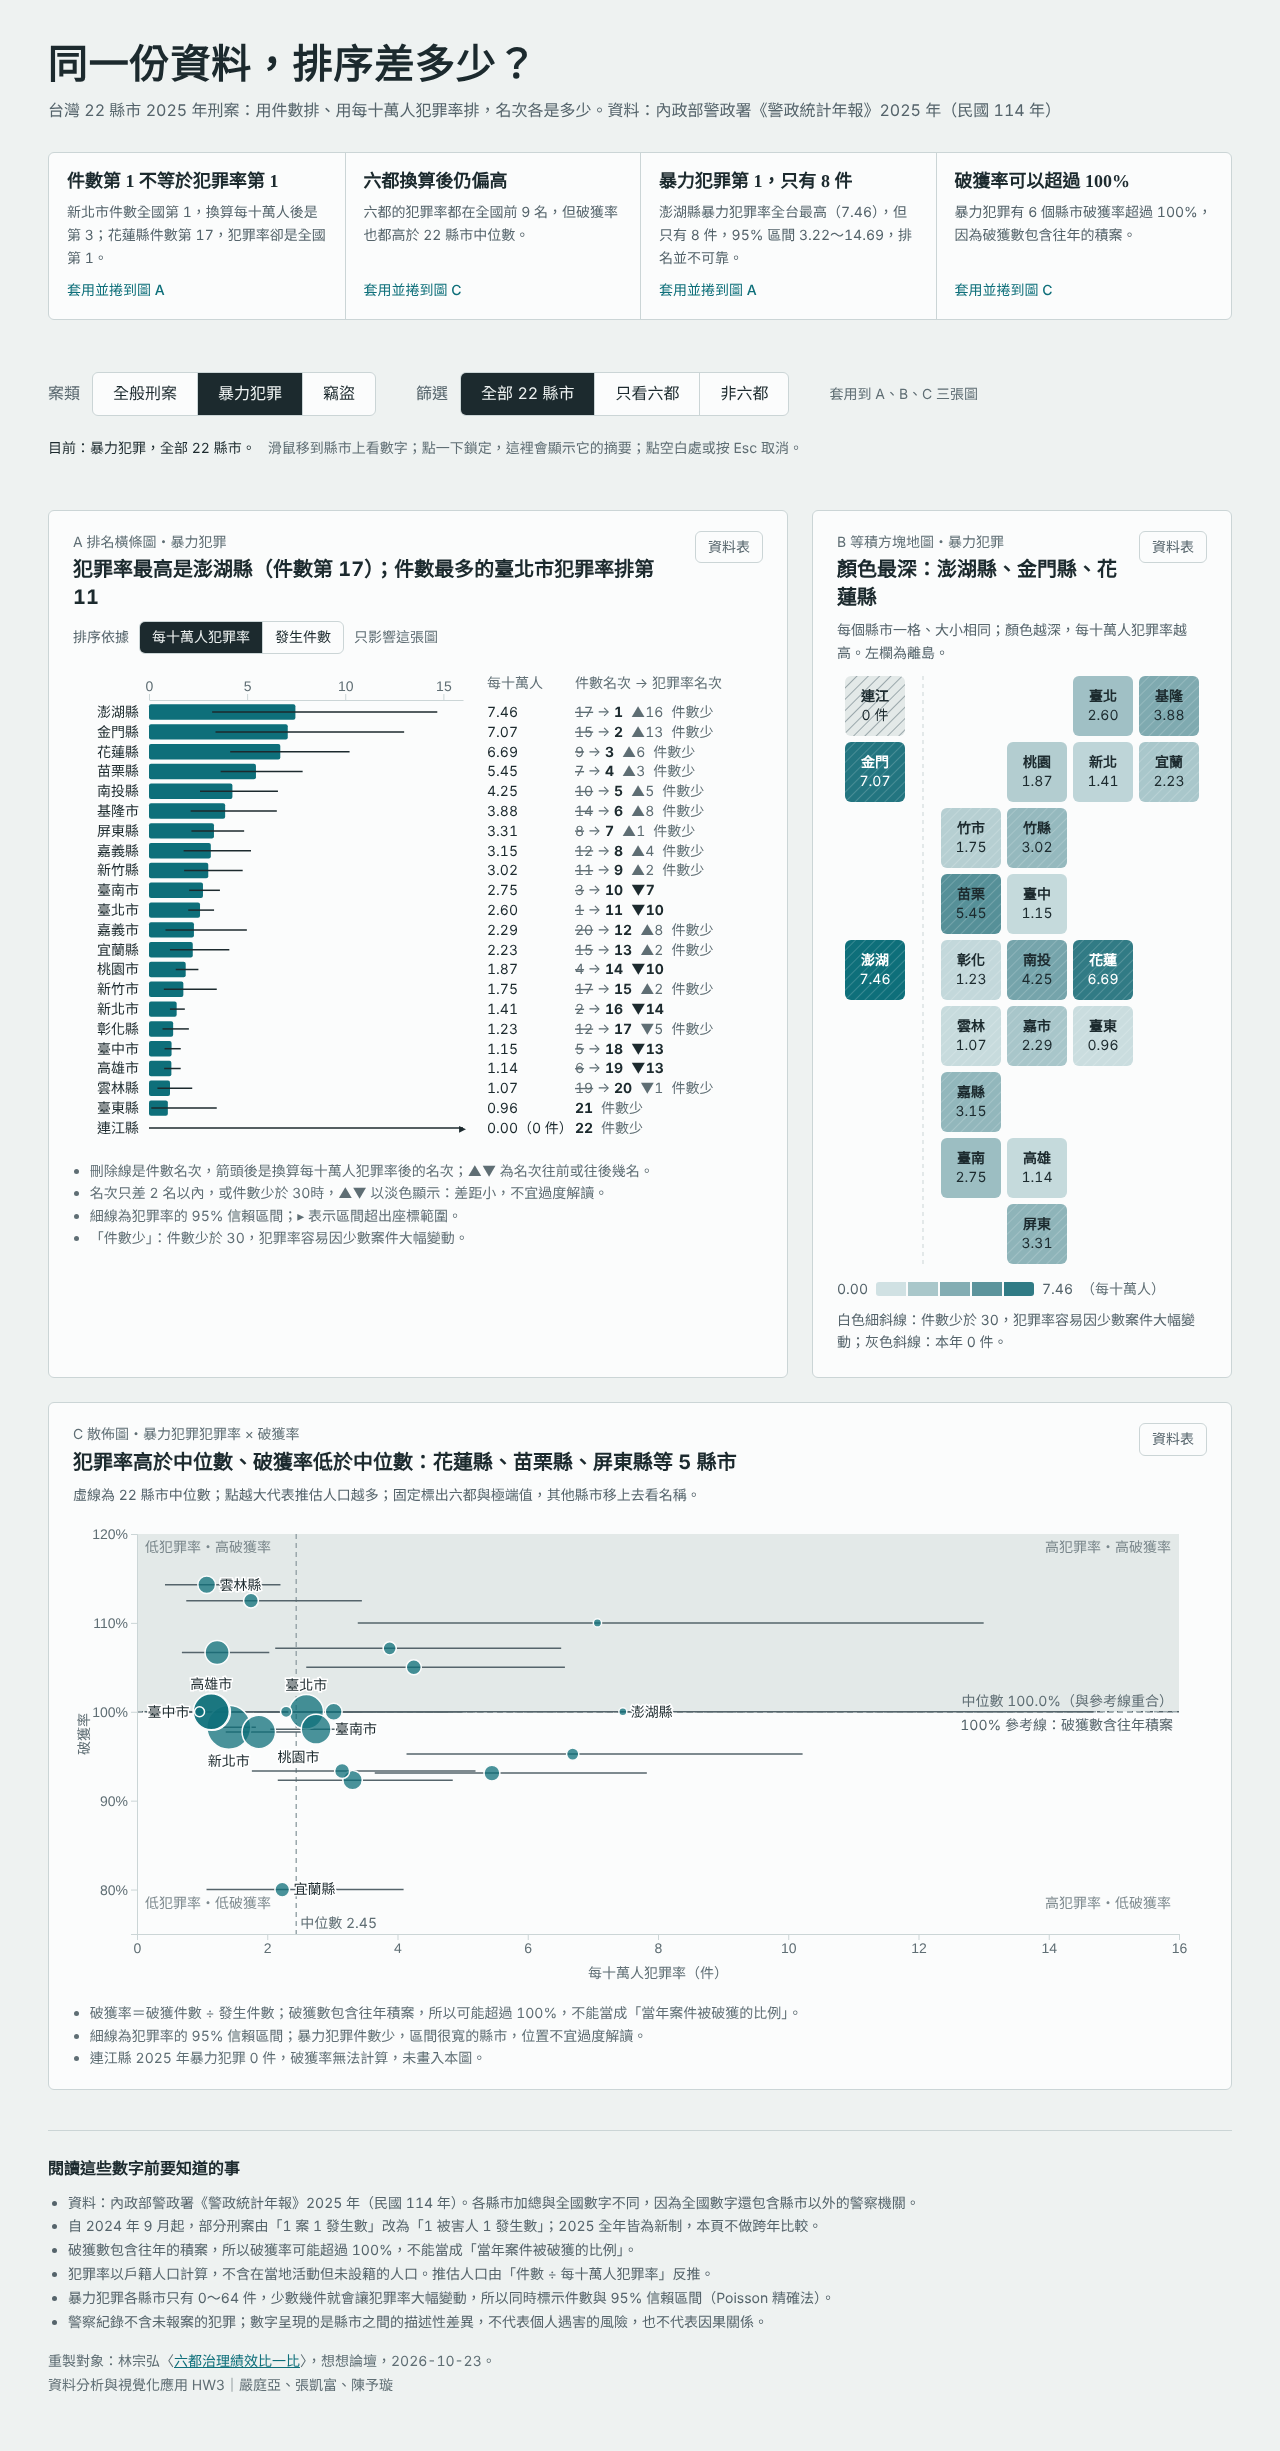 同一份資料，排序差多少？
台灣 22 縣市 2025 年刑案：用件數排、用每十萬人犯罪率排，名次各是多少。資料：內政部警政署《警政統計年報》2025 年（民國 114 年）
件數第 1 不等於犯罪率第 1
新北市件數全國第 1，換算每十萬人後是
第 3；花蓮縣件數第 17，犯罪率卻是全國
第 1。
套用並捲到圖 A
六都換算後仍偏高
六都的犯罪率都在全國前 9 名，但破獲率
也都高於 22 縣市中位數。
套用並捲到圖 C
暴力犯罪第 1，只有 8 件
澎湖縣暴力犯罪率全台最高（7.46），但
只有 8 件，95% 區間 3.22～14.69，排
名並不可靠。
套用並捲到圖 A
破獲率可以超過 100%
暴力犯罪有 6 個縣市破獲率超過 100%，
因為破獲數包含往年的積案。
套用並捲到圖 C
案類 全般刑案 暴力犯罪 竊盜 篩選 全部 22 縣市 只看六都 非六都 套用到 A、B、C 三張圖
目前：暴力犯罪，全部 22 縣市。 滑鼠移到縣市上看數字；點一下鎖定，這裡會顯示它的摘要；點空白處或按 Esc 取消。
A 排名橫條圖・暴力犯罪
資料表
犯罪率最高是澎湖縣（件數第 17）；件數最多的臺北市犯罪率排第
11
排序依據 每十萬人犯罪率 發生件數 只影響這張圖
0 5 10 15 每十萬人 件數名次 → 犯罪率名次
澎湖縣 7.46 17 → 1 ▲16 件數少
金門縣 7.07 15 → 2 ▲13 件數少
花蓮縣 6.69 9 → 3 ▲6 件數少
苗栗縣 5.45 7 → 4 ▲3 件數少
南投縣 4.25 10 → 5 ▲5 件數少
基隆市 3.88 14 → 6 ▲8 件數少
屏東縣 3.31 8 → 7 ▲1 件數少
嘉義縣 3.15 12 → 8 ▲4 件數少
新竹縣 3.02 11 → 9 ▲2 件數少
臺南市 2.75 3 → 10 ▼7
臺北市 2.60 1 → 11 ▼10
嘉義市 2.29 20 → 12 ▲8 件數少
宜蘭縣 2.23 15 → 13 ▲2 件數少
桃園市 1.87 4 → 14 ▼10
新竹市 1.75 17 → 15 ▲2 件數少
新北市 1.41 2 → 16 ▼14
彰化縣 1.23 12 → 17 ▼5 件數少
臺中市 1.15 5 → 18 ▼13
高雄市 1.14 6 → 19 ▼13
雲林縣 1.07 19 → 20 ▼1 件數少
臺東縣 0.96 21 件數少
連江縣 0.00（0 件） 22 件數少
刪除線是件數名次，箭頭後是換算每十萬人犯罪率後的名次；▲▼ 為名次往前或往後幾名。
名次只差 2 名以內，或件數少於 30時，▲▼ 以淡色顯示：差距小，不宜過度解讀。
細線為犯罪率的 95% 信賴區間；▸ 表示區間超出座標範圍。
「件數少」：件數少於 30，犯罪率容易因少數案件大幅變動。
B 等積方塊地圖・暴力犯罪
資料表
顏色最深：澎湖縣、金門縣、花
蓮縣
每個縣市一格、大小相同；顏色越深，每十萬人犯罪率越
高。左欄為離島。
連江 臺北 基隆
0 件 2.60 3.88
金門 桃園 新北 宜蘭
7.07 1.87 1.41 2.23
竹市 竹縣
1.75 3.02
苗栗 臺中
5.45 1.15
澎湖 彰化 南投 花蓮
7.46 1.23 4.25 6.69
雲林 嘉市 臺東
1.07 2.29 0.96
嘉縣
3.15
臺南 高雄
2.75 1.14
屏東
3.31
0.00 7.46 （每十萬人）
白色細斜線：件數少於 30，犯罪率容易因少數案件大幅變
動；灰色斜線：本年 0 件。
C 散佈圖・暴力犯罪犯罪率 × 破獲率
資料表
犯罪率高於中位數、破獲率低於中位數：花蓮縣、苗栗縣、屏東縣等 5 縣市
虛線為 22 縣市中位數；點越大代表推估人口越多；固定標出六都與極端值，其他縣市移上去看名稱。
120%
低犯罪率・高破獲率 高犯罪率・高破獲率
雲林縣
110%
高雄市 臺北市
中位數 100.0%（與參考線重合）
100% 臺中市 澎湖縣
100% 參考線：破獲數含往年積案
臺南市
破獲率
新北市 桃園市
90%
80% 宜蘭縣
低犯罪率・低破獲率 高犯罪率・低破獲率
中位數 2.45
0 2 4 6 8 10 12 14 16
每十萬人犯罪率（件）
破獲率＝破獲件數 ÷ 發生件數；破獲數包含往年積案，所以可能超過 100%，不能當成「當年案件被破獲的比例」。
細線為犯罪率的 95% 信賴區間；暴力犯罪件數少，區間很寬的縣市，位置不宜過度解讀。
連江縣 2025 年暴力犯罪 0 件，破獲率無法計算，未畫入本圖。
閱讀這些數字前要知道的事
資料：內政部警政署《警政統計年報》2025 年（民國 114 年）。各縣市加總與全國數字不同，因為全國數字還包含縣市以外的警察機關。
自 2024 年 9 月起，部分刑案由「1 案 1 發生數」改為「1 被害人 1 發生數」；2025 全年皆為新制，本頁不做跨年比較。
破獲數包含往年的積案，所以破獲率可能超過 100%，不能當成「當年案件被破獲的比例」。
犯罪率以戶籍人口計算，不含在當地活動但未設籍的人口。推估人口由「件數 ÷ 每十萬人犯罪率」反推。
暴力犯罪各縣市只有 0～64 件，少數幾件就會讓犯罪率大幅變動，所以同時標示件數與 95% 信賴區間（Poisson 精確法）。
警察紀錄不含未報案的犯罪；數字呈現的是縣市之間的描述性差異，不代表個人遇害的風險，也不代表因果關係。
重製對象：林宗弘〈六都治理績效比一比〉，想想論壇，2026-10-23。
資料分析與視覺化應用 HW3｜嚴庭亞、張凱富、陳予璇